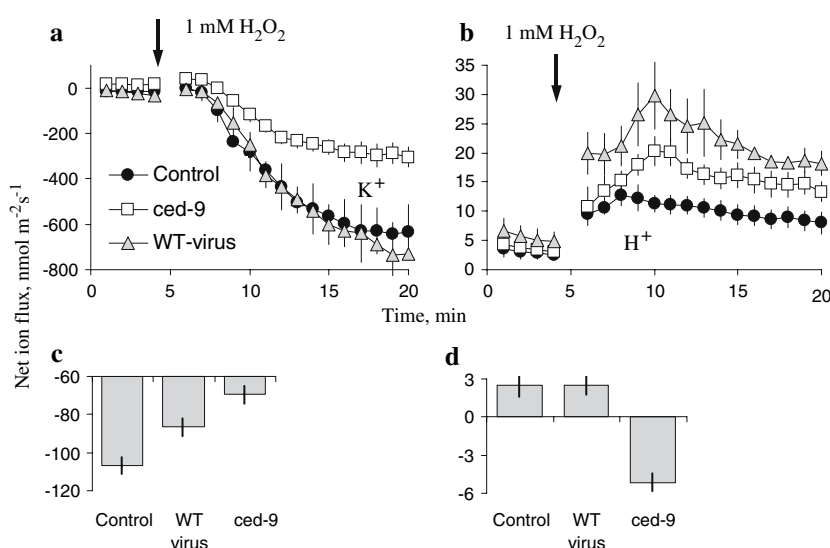 a
1 mM H₂O₂
b
1 mM H₂O₂
Net ion flux, nmol m⁻²s⁻¹
0
-200
-400
-600
-800
Control
ced-9
WT-virus
K⁺
0 5 10 15 20
35
30
25
20
15
10
5
0
H⁺
0 5 10 15 20
Time, min
c
-60
-80
-100
-120
Control WT virus ced-9
d
3
0
-3
-6
Control WT virus ced-9